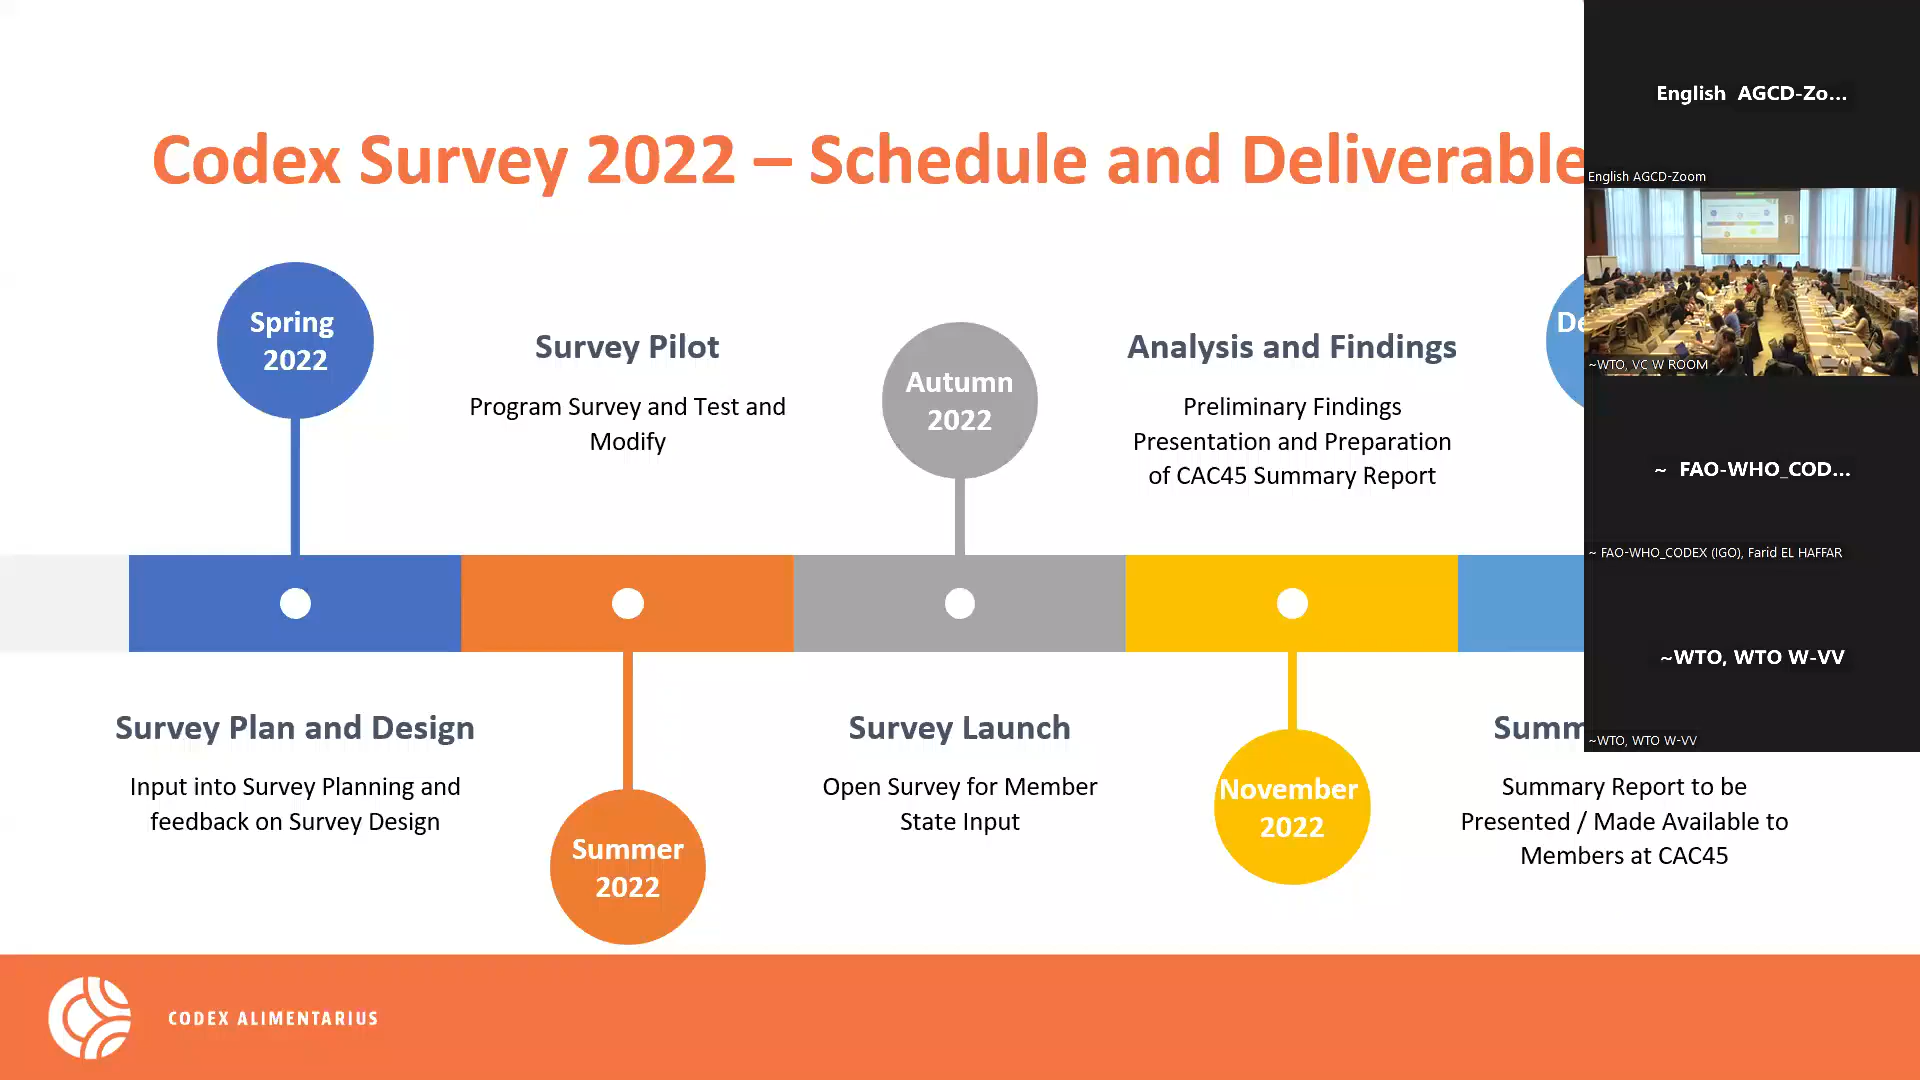 Codex Survey 2022 – Schedule and Deliverable
Spring
2022
Survey Pilot
Program Survey and Test and
Modify
Autumn
2022
Analysis and Findings
Preliminary Findings
Presentation and Preparation
of CAC45 Summary Report
De
Survey Plan and Design
Input into Survey Planning and
feedback on Survey Design
Summer
2022
Survey Launch
Open Survey for Member
State Input
November
2022
Summ
Summary Report to be
Presented / Made Available to
Members at CAC45
CODEX ALIMENTARIUS
English AGCD-Zo...
English AGCD-Zoom
~WTO, VC W ROOM
~ FAO-WHO_COD...
~ FAO-WHO_CODEX (IGO), Farid EL HAFFAR
~WTO, WTO W-VV
~WTO, WTO W-VV